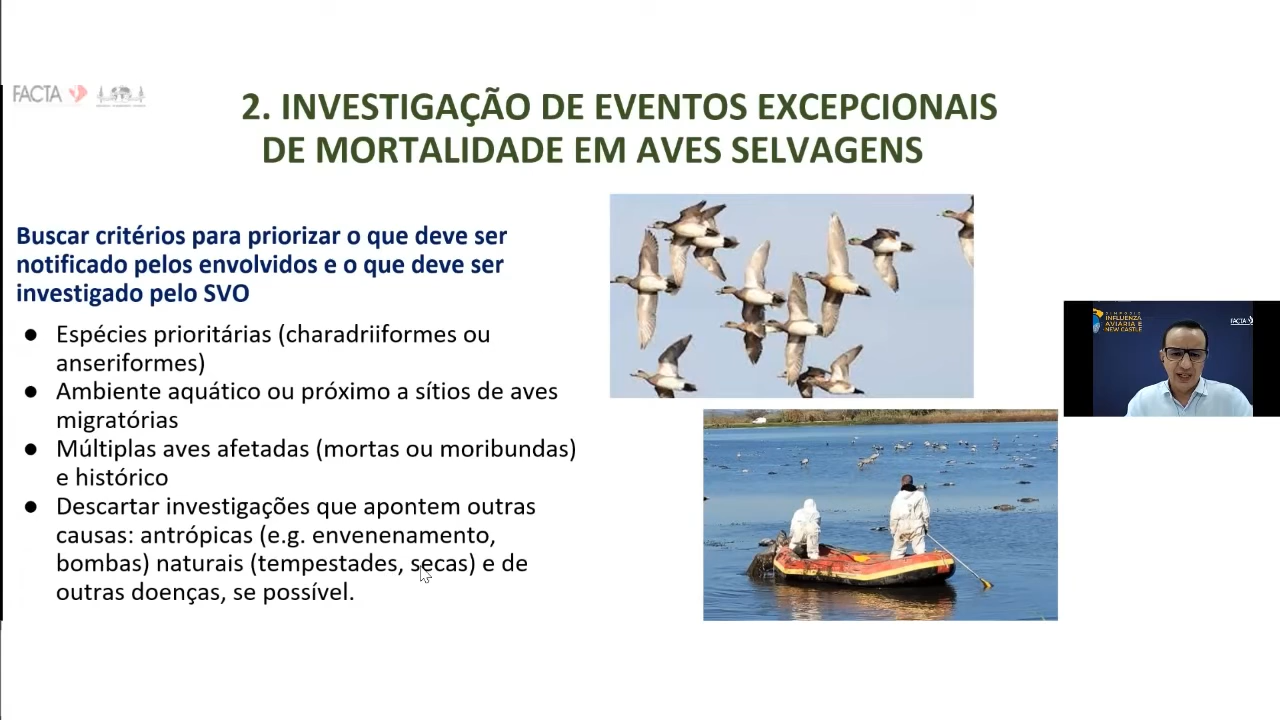 FACTA
2. INVESTIGAÇÃO DE EVENTOS EXCEPCIONAIS
DE MORTALIDADE EM AVES SELVAGENS
Buscar critérios para priorizar o que deve ser
notificado pelos envolvidos e o que deve ser
investigado pelo SVO
● Espécies prioritárias (charadriiformes ou
anseriformes)
● Ambiente aquático ou próximo a sítios de aves
migratórias
● Múltiplas aves afetadas (mortas ou moribundas)
e histórico
● Descartar investigações que apontem outras
causas: antrópicas (e.g. envenenamento,
bombas) naturais (tempestades, secas) e de
outras doenças, se possível.
SIMPÓSIO
INFLUENZA
AVIÁRIA E
NEW CASTLE
FACTA